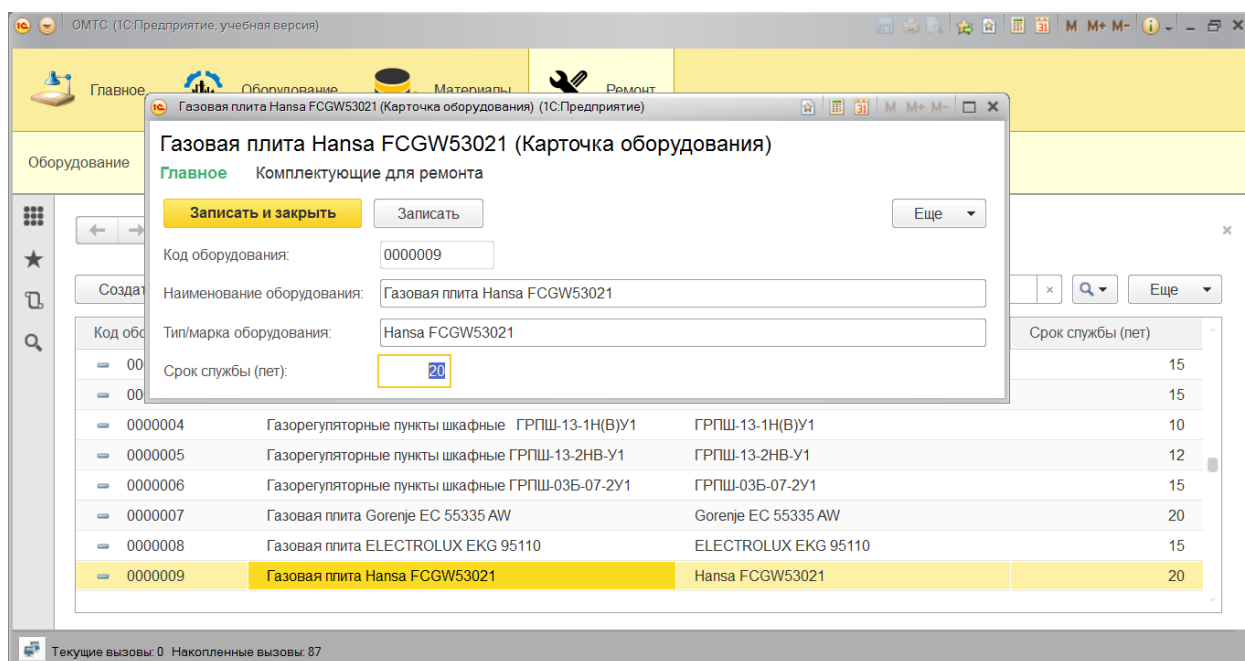 ОМТС (1С:Предприятие, учебная версия)
M M+ M-
Главное Оборудование Материалы Ремонт
Газовая плита Hansa FCGW53021 (Карточка оборудования) (1С:Предприятие)
M M+ M-
Газовая плита Hansa FCGW53021 (Карточка оборудования)
Оборудование
Главное Комплектующие для ремонта
Записать и закрыть Записать Еще
Код оборудования: 0000009
Наименование оборудования: Газовая плита Hansa FCGW53021
Еще
Тип/марка оборудования: Hansa FCGW53021
Срок службы (лет)
Срок службы (лет): 20
15
15
0000004 Газорегуляторные пункты шкафные ГРПШ-13-1Н(В)У1 ГРПШ-13-1Н(В)У1 10
0000005 Газорегуляторные пункты шкафные ГРПШ-13-2НВ-У1 ГРПШ-13-2НВ-У1 12
0000006 Газорегуляторные пункты шкафные ГРПШ-03Б-07-2У1 ГРПШ-03Б-07-2У1 15
0000007 Газовая плита Gorenje EC 55335 AW Gorenje EC 55335 AW 20
0000008 Газовая плита ELECTROLUX EKG 95110 ELECTROLUX EKG 95110 15
0000009 Газовая плита Hansa FCGW53021 Hansa FCGW53021 20
Текущие вызовы: 0 Накопленные вызовы: 87